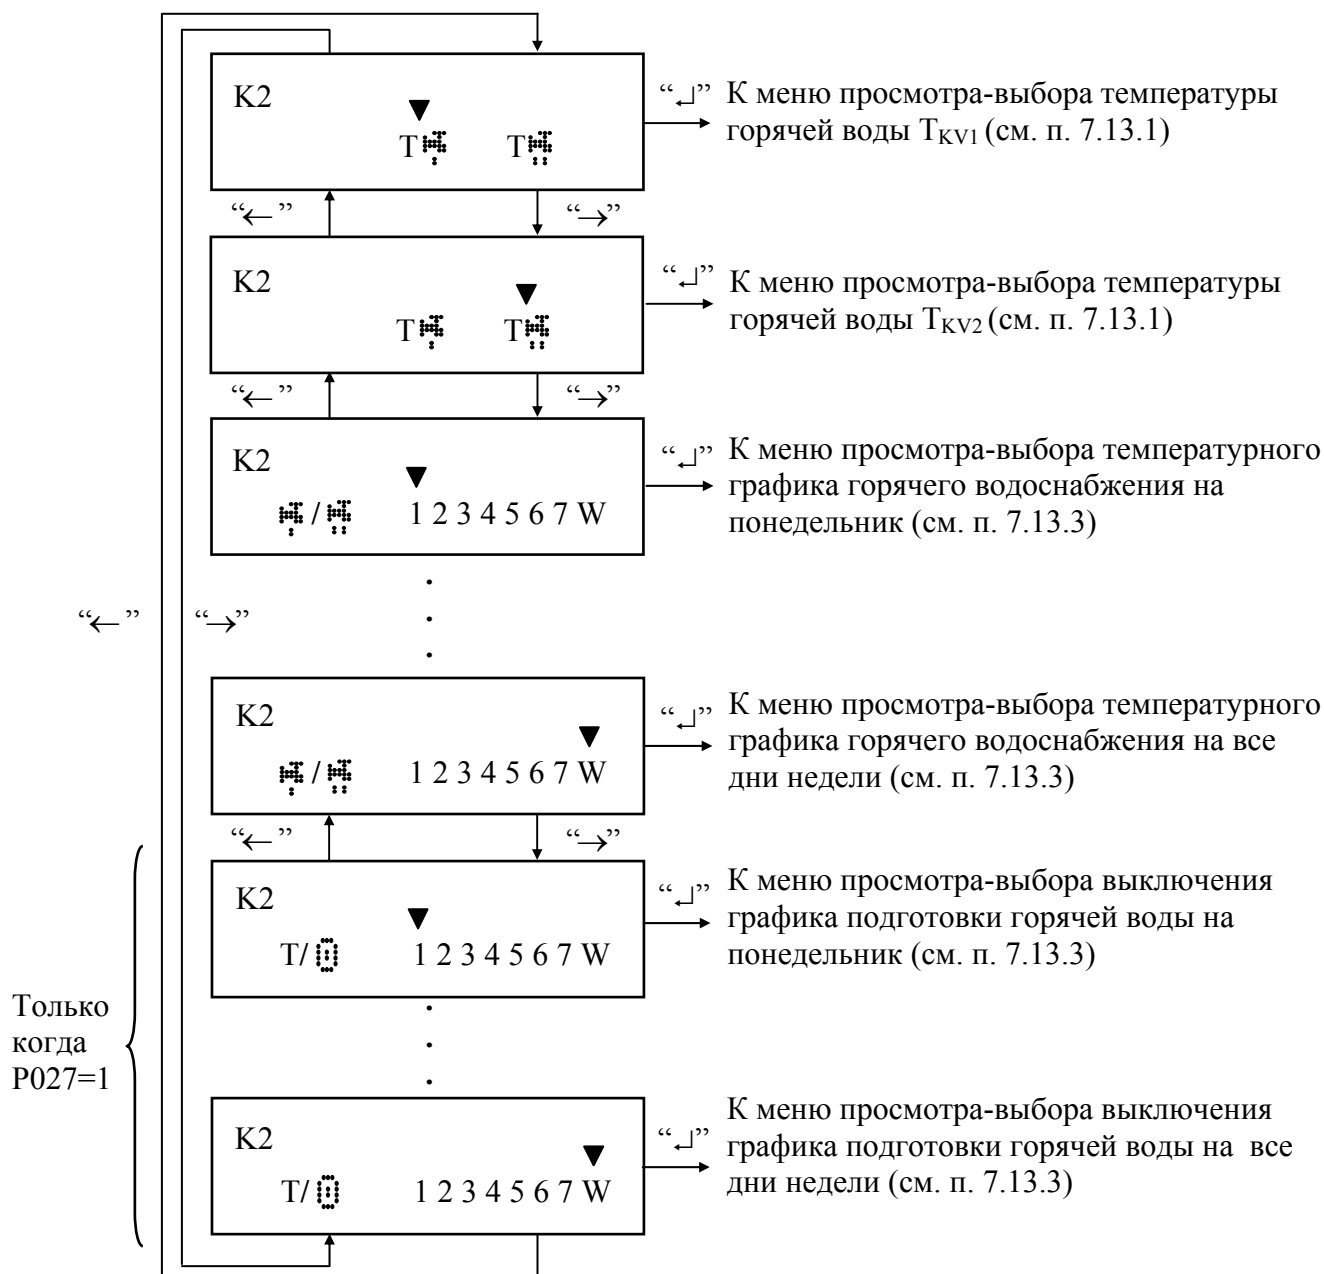 K2
T T
“↵” К меню просмотра-выбора температуры
горячей воды TKV1 (см. п. 7.13.1)
“←” “→”
K2
T T
“↵” К меню просмотра-выбора температуры
горячей воды TKV2 (см. п. 7.13.1)
“←” “→”
K2
/ 1 2 3 4 5 6 7 W
“↵” К меню просмотра-выбора температурного
графика горячего водоснабжения на
понедельник (см. п. 7.13.3)
“←” “→”
K2
/ 1 2 3 4 5 6 7 W
“↵” К меню просмотра-выбора температурного
графика горячего водоснабжения на все
дни недели (см. п. 7.13.3)
“←” “→”
K2
T/ 1 2 3 4 5 6 7 W
“↵” К меню просмотра-выбора выключения
графика подготовки горячей воды на
понедельник (см. п. 7.13.3)
Только
когда
P027=1
K2
T/ 1 2 3 4 5 6 7 W
“↵” К меню просмотра-выбора выключения
графика подготовки горячей воды на все
дни недели (см. п. 7.13.3)